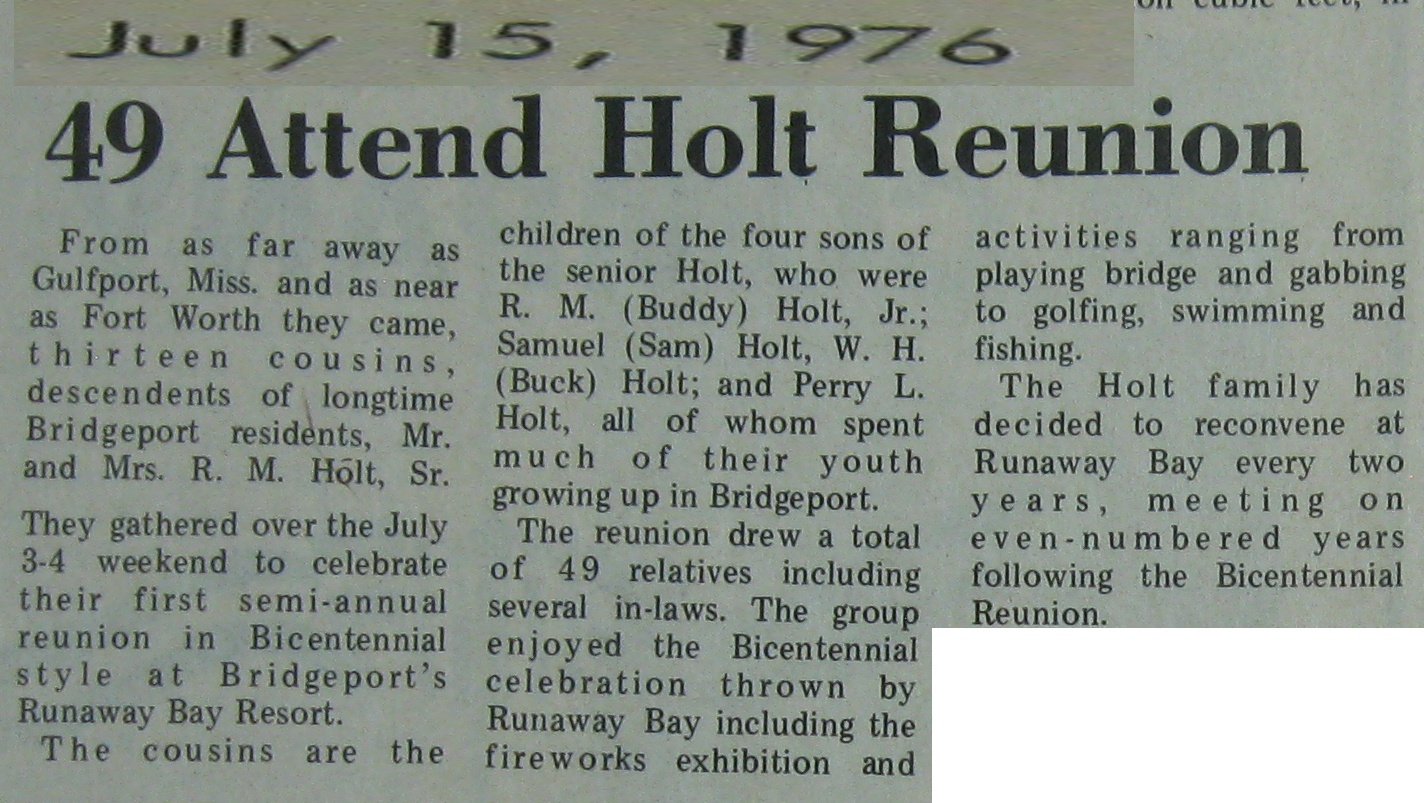 on cubic feet, in
July 15, 1976
49 Attend Holt Reunion
From as far away as
Gulfport, Miss. and as near
as Fort Worth they came,
thirteen cousins,
descendents of longtime
Bridgeport residents, Mr.
and Mrs. R. M. Holt, Sr.
They gathered over the July
3-4 weekend to celebrate
their first semi-annual
reunion in Bicentennial
style at Bridgeport's
Runaway Bay Resort.
The cousins are the
children of the four sons of
the senior Holt, who were
R. M. (Buddy) Holt, Jr.;
Samuel (Sam) Holt, W. H.
(Buck) Holt; and Perry L.
Holt, all of whom spent
much of their youth
growing up in Bridgeport.
The reunion drew a total
of 49 relatives including
several in-laws. The group
enjoyed the Bicentennial
celebration thrown by
Runaway Bay including the
fireworks exhibition and
activities ranging from
playing bridge and gabbing
to golfing, swimming and
fishing.
The Holt family has
decided to reconvene at
Runaway Bay every two
years, meeting on
even-numbered years
following the Bicentennial
Reunion.